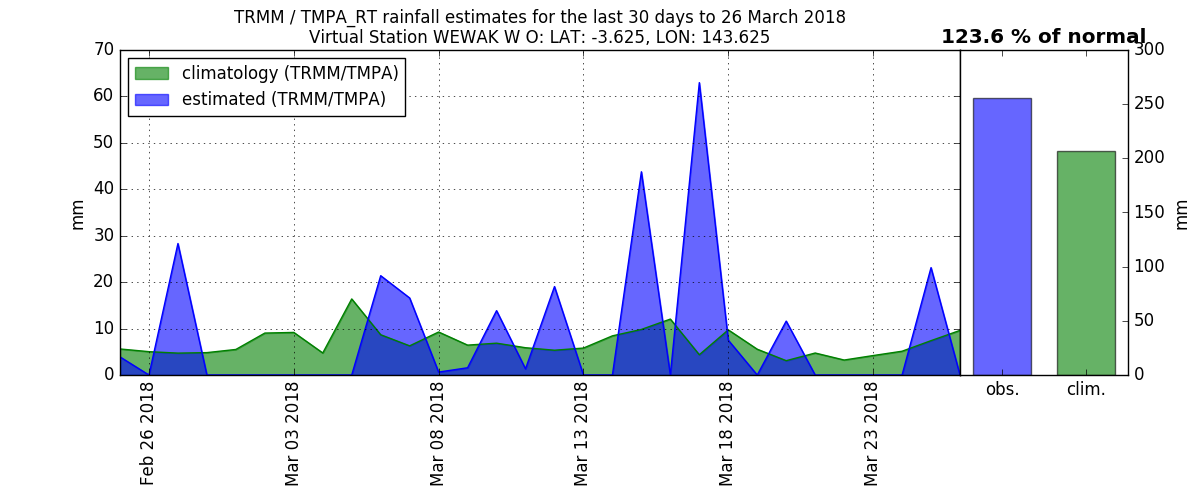 TRMM / TMPA_RT rainfall estimates for the last 30 days to 26 March 2018
Virtual Station WEWAK W O: LAT: -3.625, LON: 143.625
123.6 % of normal
climatology (TRMM/TMPA)
estimated (TRMM/TMPA)
70
60
50
40
30
20
10
0
mm
Feb 26 2018
Mar 03 2018
Mar 08 2018
Mar 13 2018
Mar 18 2018
Mar 23 2018
300
250
200
150
100
50
0
mm
obs.
clim.